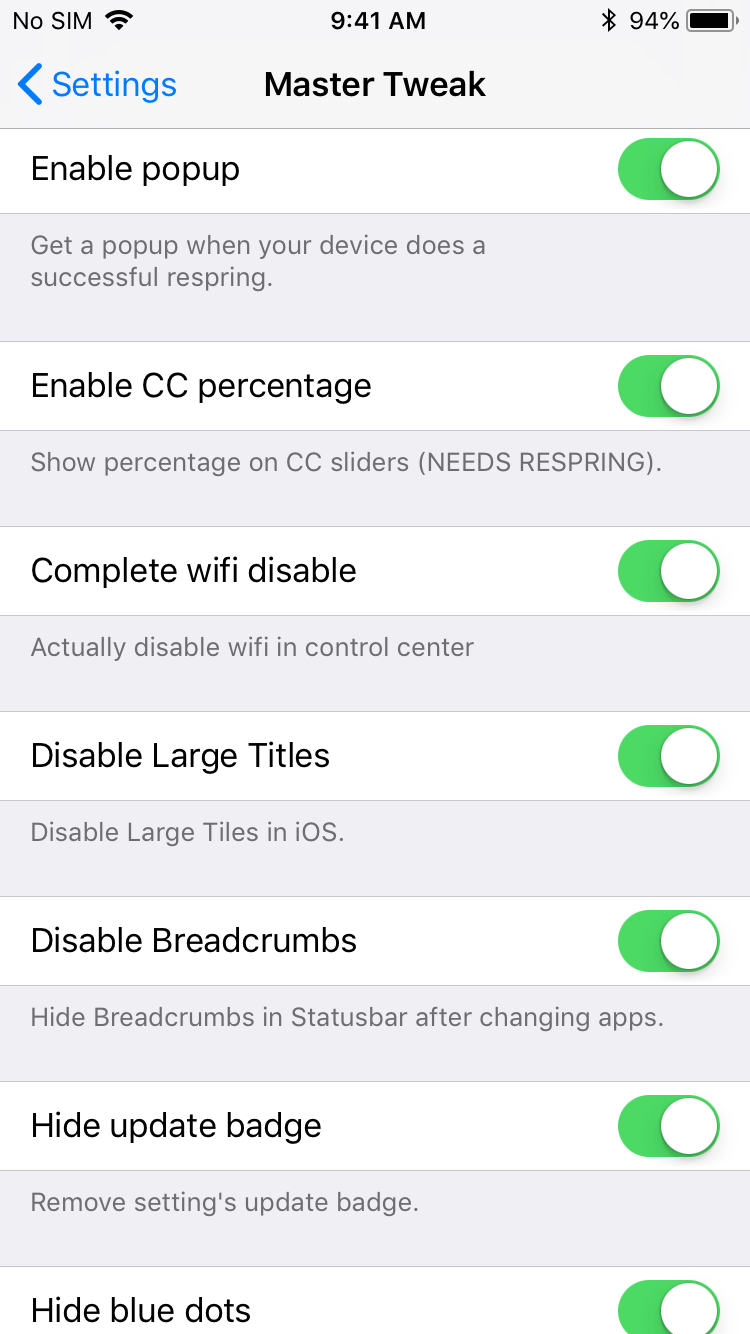 No SIM 9:41 AM 94%
Settings Master Tweak
Enable popup
Get a popup when your device does a
successful respring.
Enable CC percentage
Show percentage on CC sliders (NEEDS RESPRING).
Complete wifi disable
Actually disable wifi in control center
Disable Large Titles
Disable Large Tiles in iOS.
Disable Breadcrumbs
Hide Breadcrumbs in Statusbar after changing apps.
Hide update badge
Remove setting's update badge.
Hide blue dots